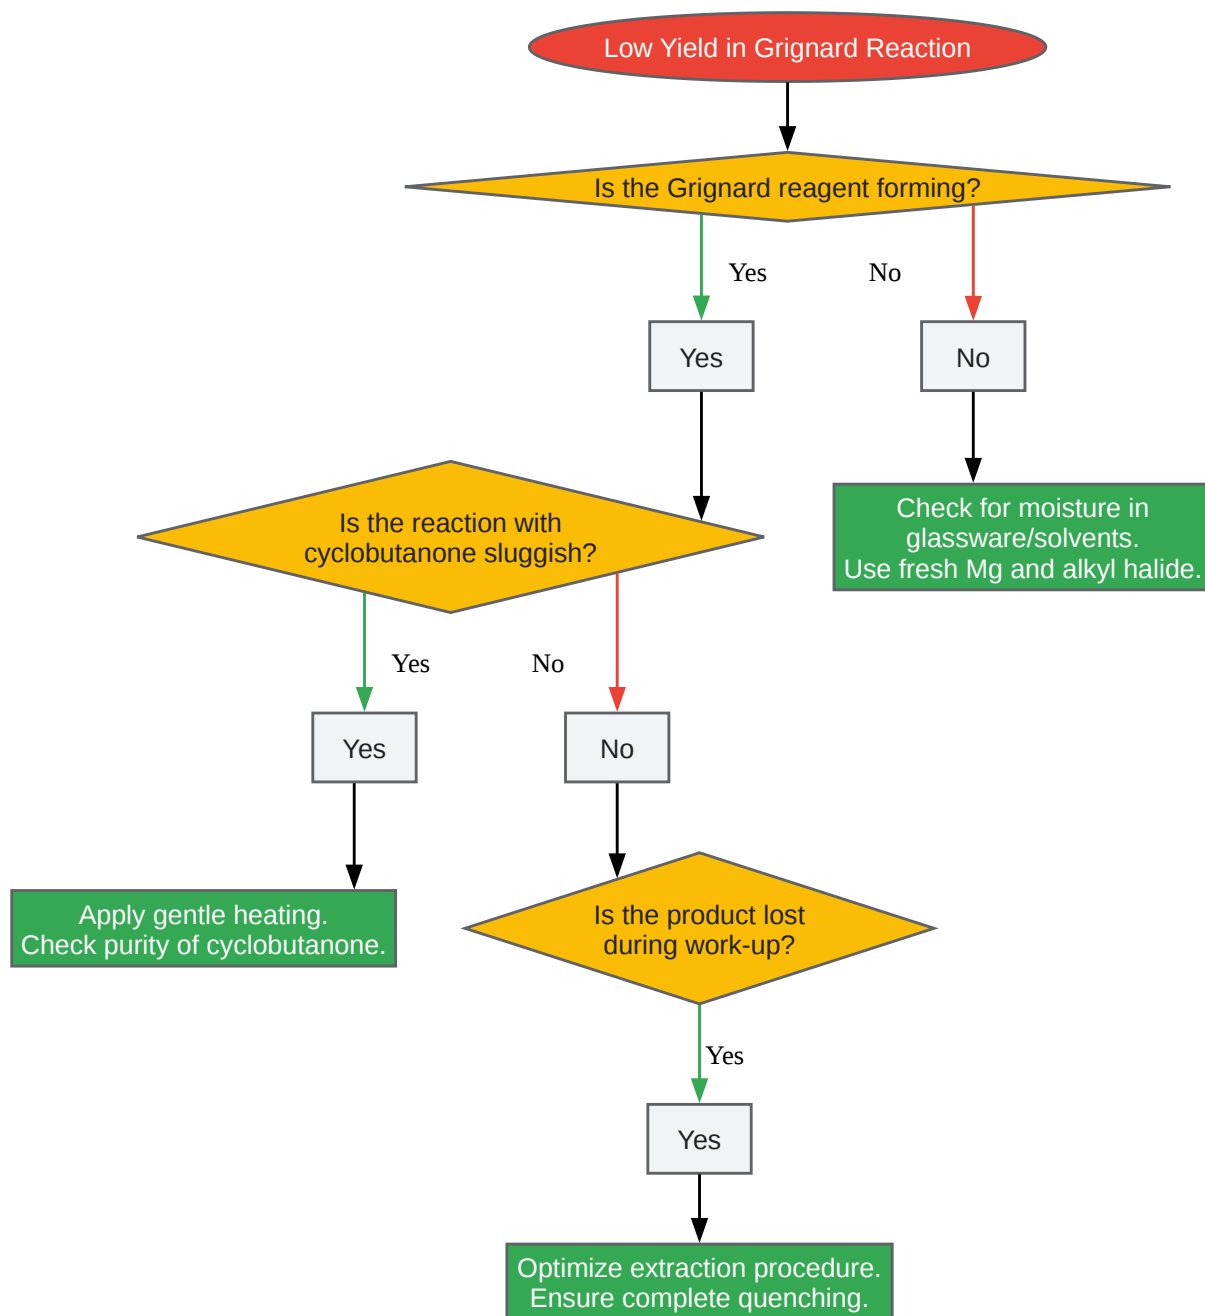 Low Yield in Grignard Reaction
Is the Grignard reagent forming?
Yes
No
Yes
No
Check for moisture in
glassware/solvents.
Use fresh Mg and alkyl halide.
Is the reaction with
cyclobutanone sluggish?
Yes
No
Yes
No
Apply gentle heating.
Check purity of cyclobutanone.
Is the product lost
during work-up?
Yes
Yes
Optimize extraction procedure.
Ensure complete quenching.